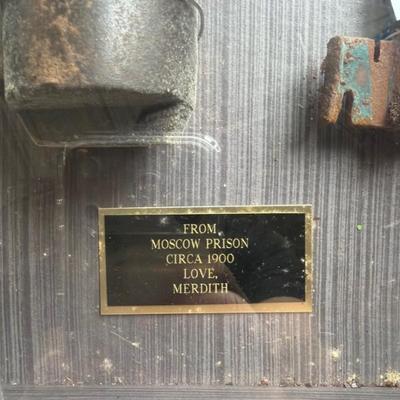 FROM
MOSCOW PRISON
CIRCA 1900
LOVE,
MERDITH